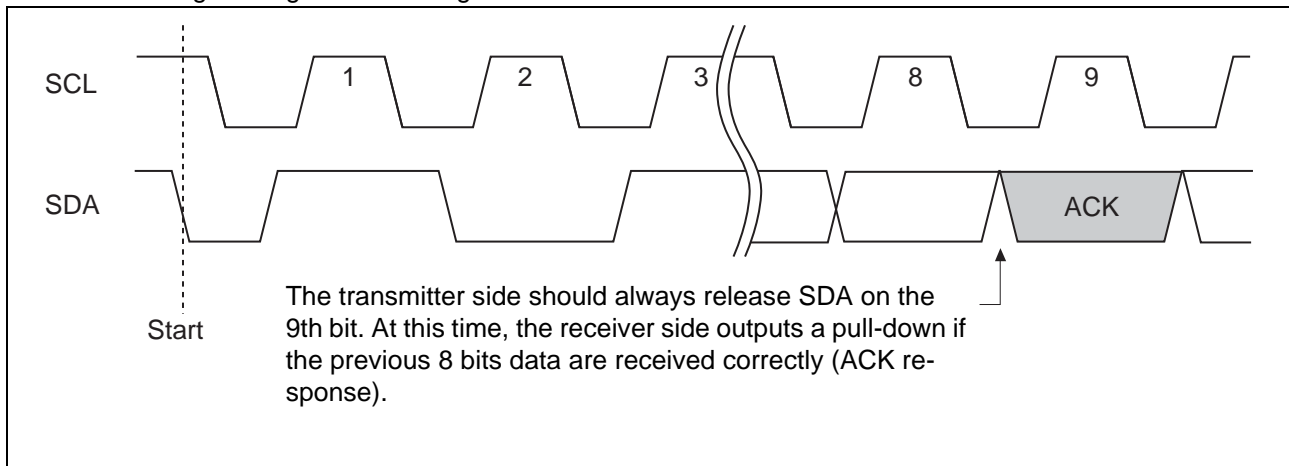 SCL
1
2
3
8
9
SDA
ACK
Start
The transmitter side should always release SDA on the
9th bit. At this time, the receiver side outputs a pull-down if
the previous 8 bits data are received correctly (ACK re-
sponse).